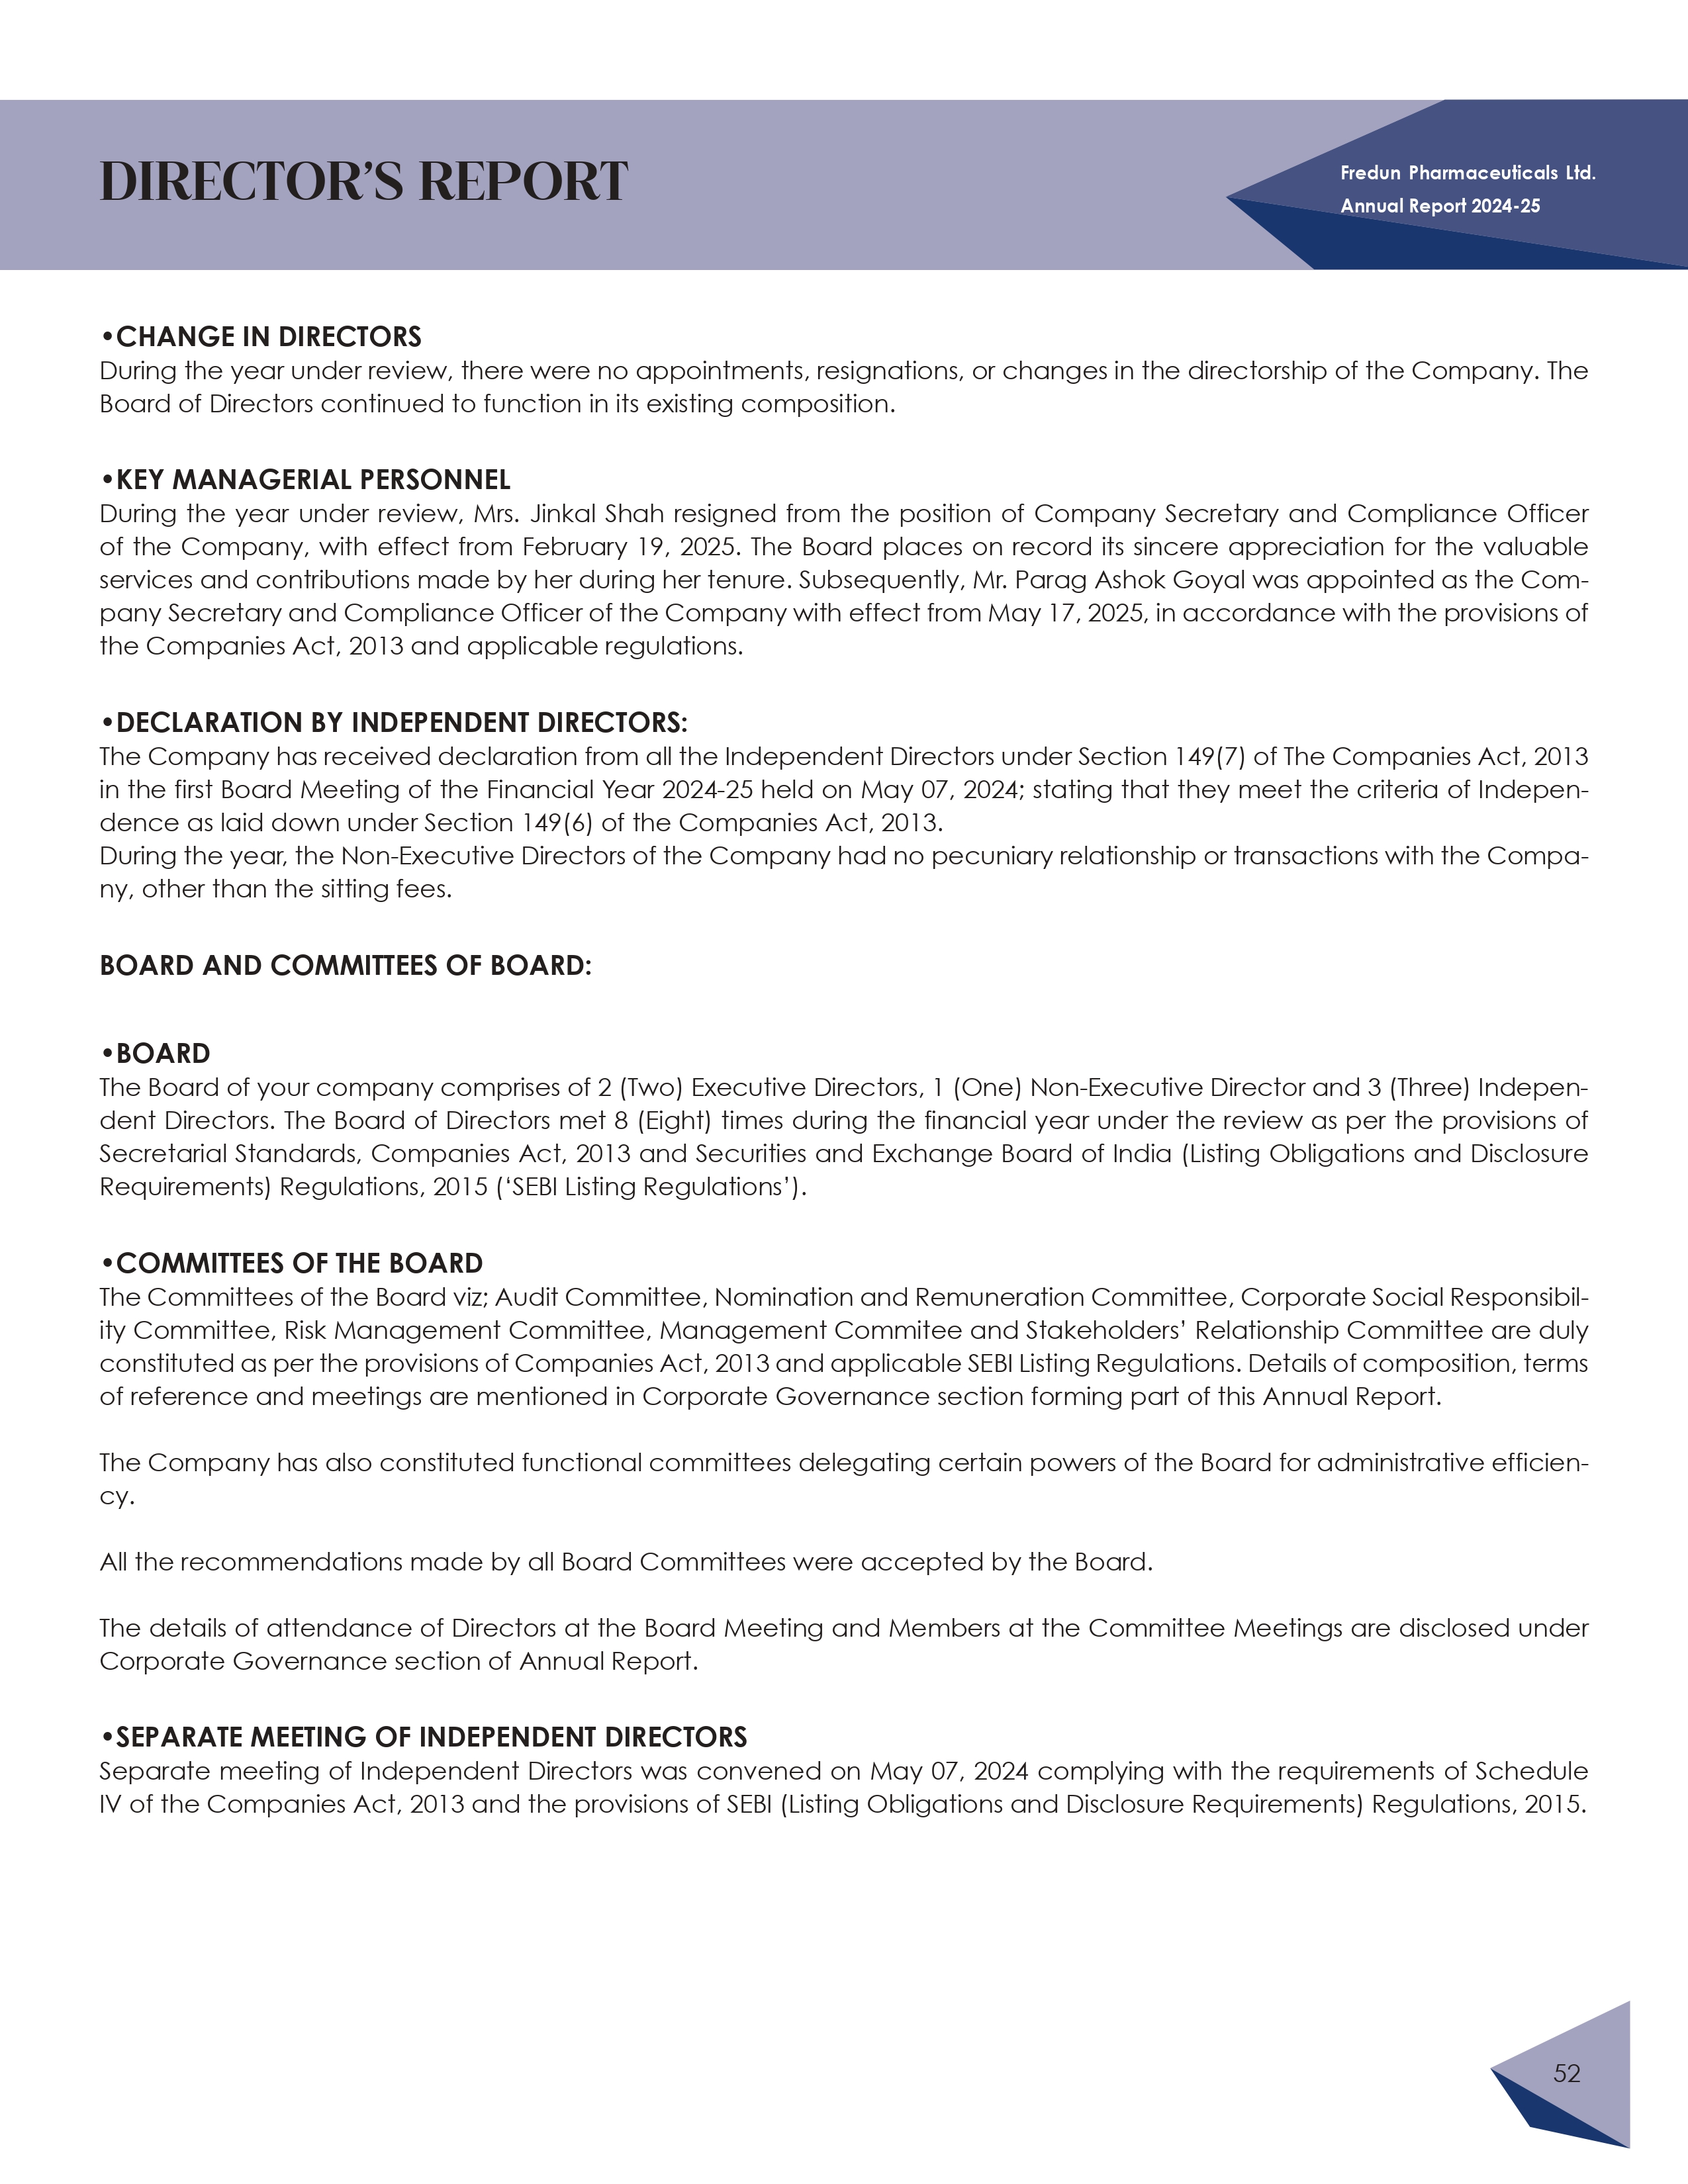 DIRECTOR’S REPORT
Fredun Pharmaceuticals Ltd.
Annual Report 2024-25
•CHANGE IN DIRECTORS
During the year under review, there were no appointments, resignations, or changes in the directorship of the Company. The
Board of Directors continued to function in its existing composition.
•KEY MANAGERIAL PERSONNEL
During the year under review, Mrs. Jinkal Shah resigned from the position of Company Secretary and Compliance Officer
of the Company, with effect from February 19, 2025. The Board places on record its sincere appreciation for the valuable
services and contributions made by her during her tenure. Subsequently, Mr. Parag Ashok Goyal was appointed as the Com-
pany Secretary and Compliance Officer of the Company with effect from May 17, 2025, in accordance with the provisions of
the Companies Act, 2013 and applicable regulations.
•DECLARATION BY INDEPENDENT DIRECTORS:
The Company has received declaration from all the Independent Directors under Section 149(7) of The Companies Act, 2013
in the first Board Meeting of the Financial Year 2024-25 held on May 07, 2024; stating that they meet the criteria of Indepen-
dence as laid down under Section 149(6) of the Companies Act, 2013.
During the year, the Non-Executive Directors of the Company had no pecuniary relationship or transactions with the Compa-
ny, other than the sitting fees.
BOARD AND COMMITTEES OF BOARD:
•BOARD
The Board of your company comprises of 2 (Two) Executive Directors, 1 (One) Non-Executive Director and 3 (Three) Indepen-
dent Directors. The Board of Directors met 8 (Eight) times during the financial year under the review as per the provisions of
Secretarial Standards, Companies Act, 2013 and Securities and Exchange Board of India (Listing Obligations and Disclosure
Requirements) Regulations, 2015 (‘SEBI Listing Regulations’).
•COMMITTEES OF THE BOARD
The Committees of the Board viz; Audit Committee, Nomination and Remuneration Committee, Corporate Social Responsibil-
ity Committee, Risk Management Committee, Management Commitee and Stakeholders’ Relationship Committee are duly
constituted as per the provisions of Companies Act, 2013 and applicable SEBI Listing Regulations. Details of composition, terms
of reference and meetings are mentioned in Corporate Governance section forming part of this Annual Report.
The Company has also constituted functional committees delegating certain powers of the Board for administrative efficien-
cy.
All the recommendations made by all Board Committees were accepted by the Board.
The details of attendance of Directors at the Board Meeting and Members at the Committee Meetings are disclosed under
Corporate Governance section of Annual Report.
•SEPARATE MEETING OF INDEPENDENT DIRECTORS
Separate meeting of Independent Directors was convened on May 07, 2024 complying with the requirements of Schedule
IV of the Companies Act, 2013 and the provisions of SEBI (Listing Obligations and Disclosure Requirements) Regulations, 2015.
52